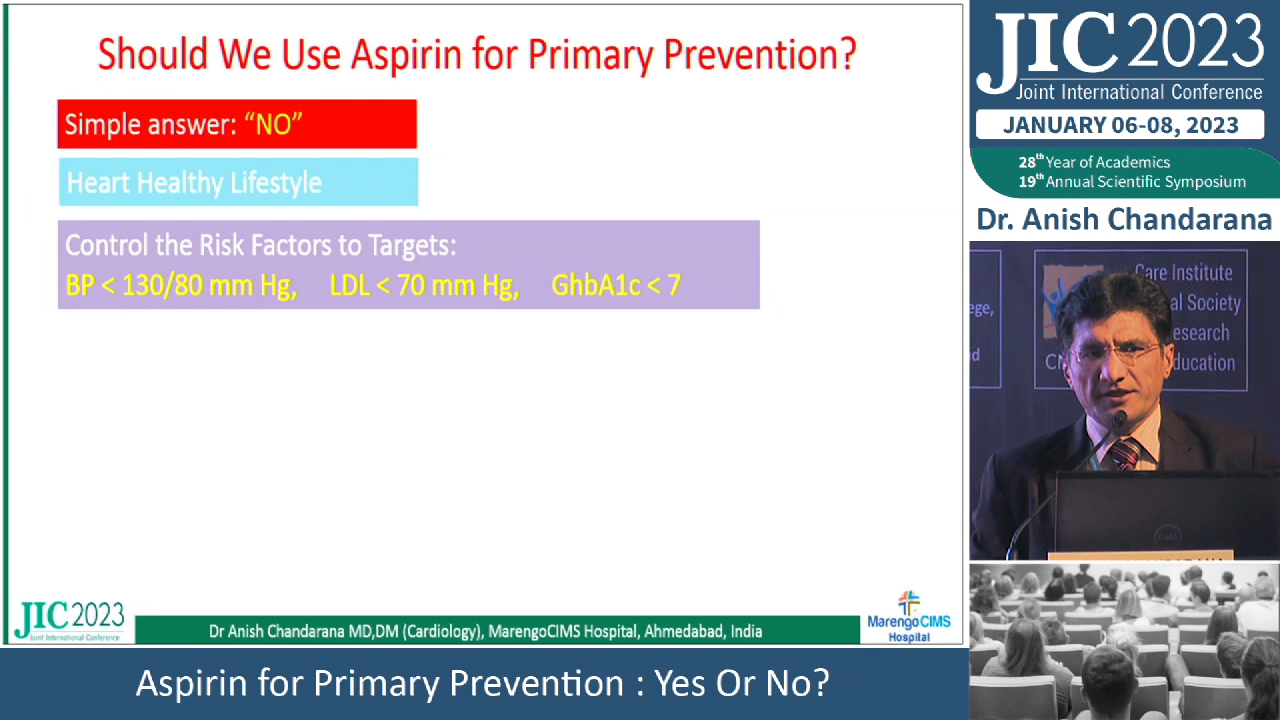 Should We Use Aspirin for Primary Prevention?
Simple answer: “NO”
Heart Healthy Lifestyle
Control the Risk Factors to Targets:
BP < 130/80 mm Hg, LDL < 70 mm Hg, GhbA1c < 7
JIC 2023
Joint International Conference
Dr Anish Chandarana MD,DM (Cardiology), MarengoCIMS Hospital, Ahmedabad, India
MarengoCIMS
Hospital
Aspirin for Primary Prevention : Yes Or No?
JIC 2023
Joint International Conference
JANUARY 06-08, 2023
28th Year of Academics
19th Annual Scientific Symposium
Dr. Anish Chandarana
Care Institute
al Society
esearch
ducation